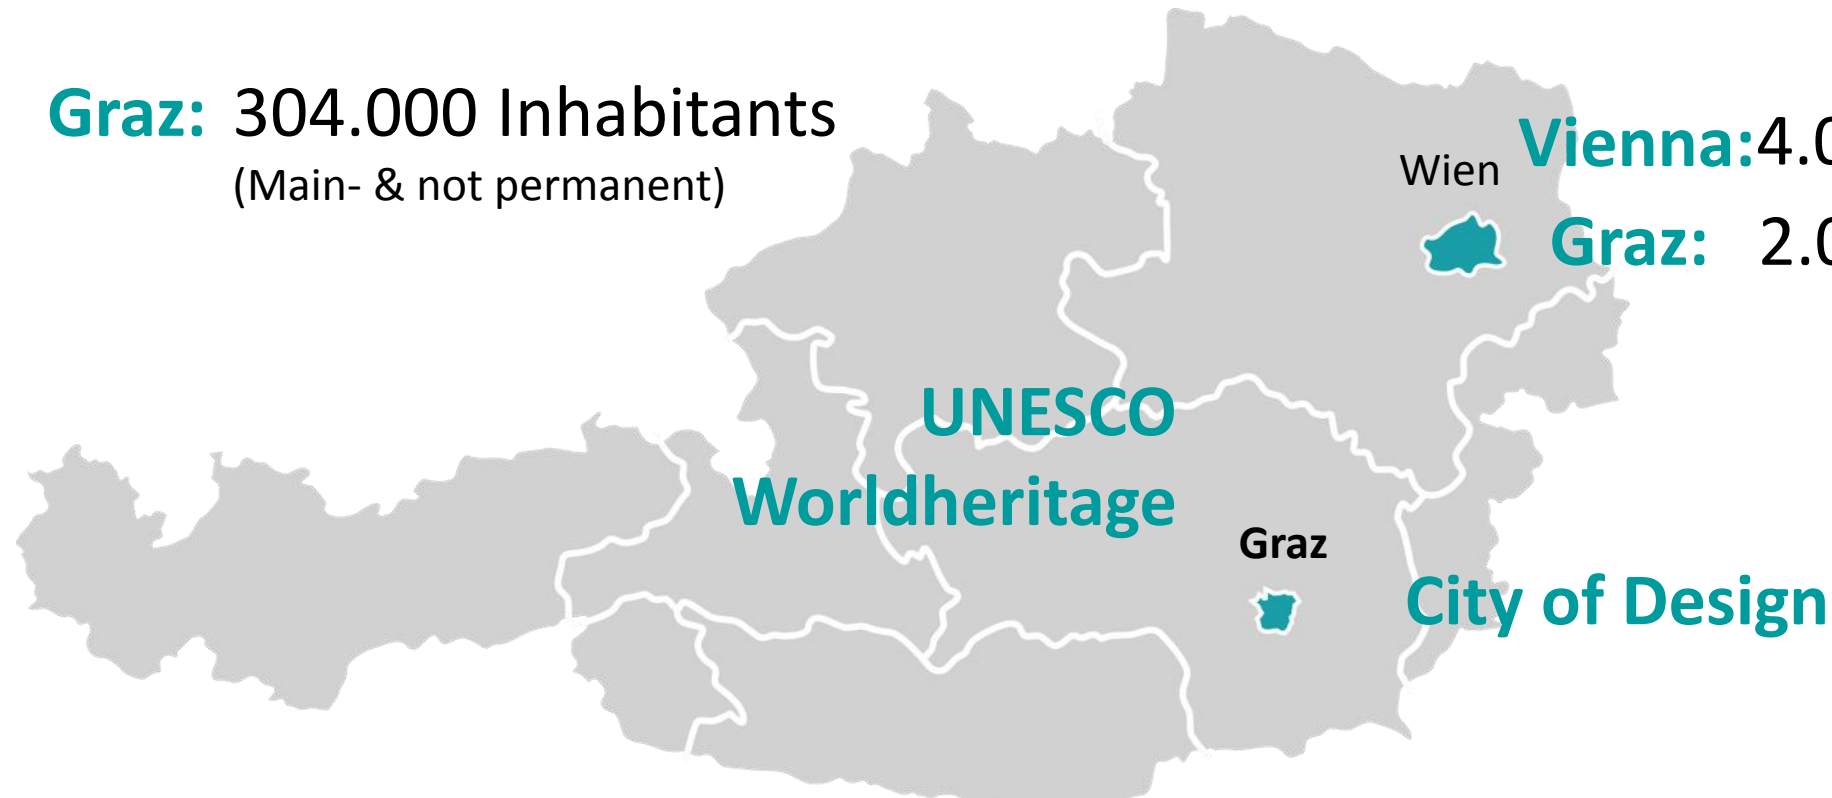 Graz: 304.000 Inhabitants
(Main- & not permanent)
Wien
Vienna: 4.0
Graz: 2.0
UNESCO
Worldheritage
Graz
City of Design